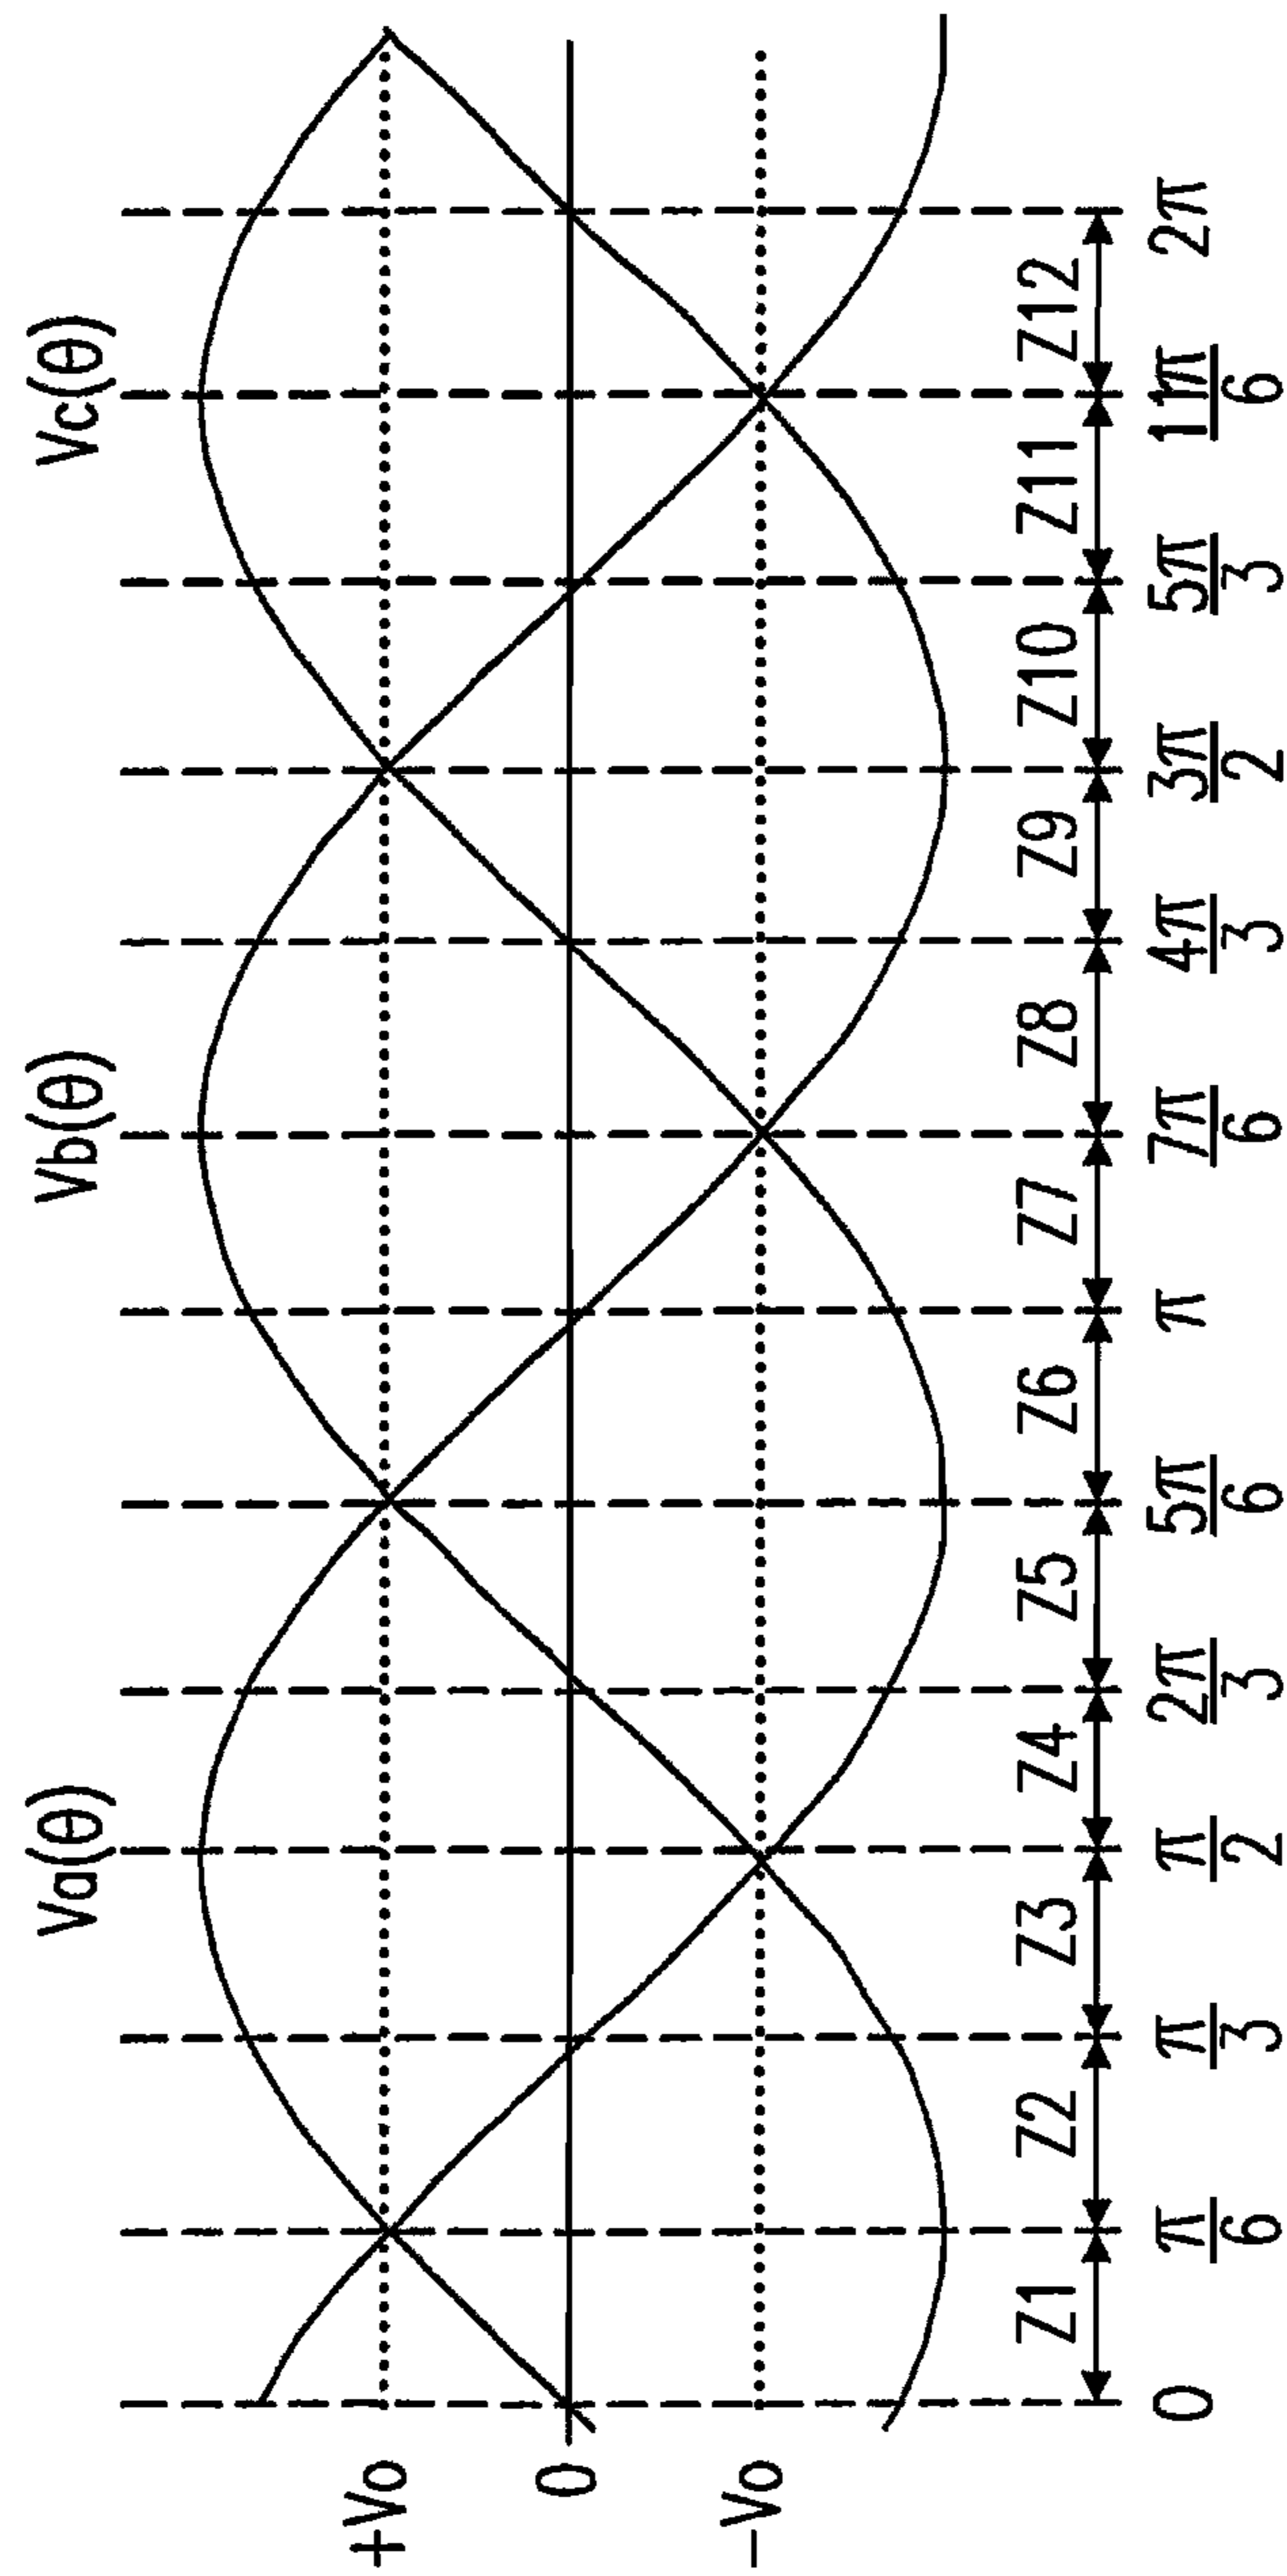 Va(θ) Vb(θ) Vc(θ)
+Vo
0
−Vo
Z1 Z2 Z3 Z4 Z5 Z6 Z7 Z8 Z9 Z10 Z11 Z12
0 π/6 π/3 π/2 2π/3 5π/6 π 7π/6 4π/3 3π/2 5π/3 11π/6 2π